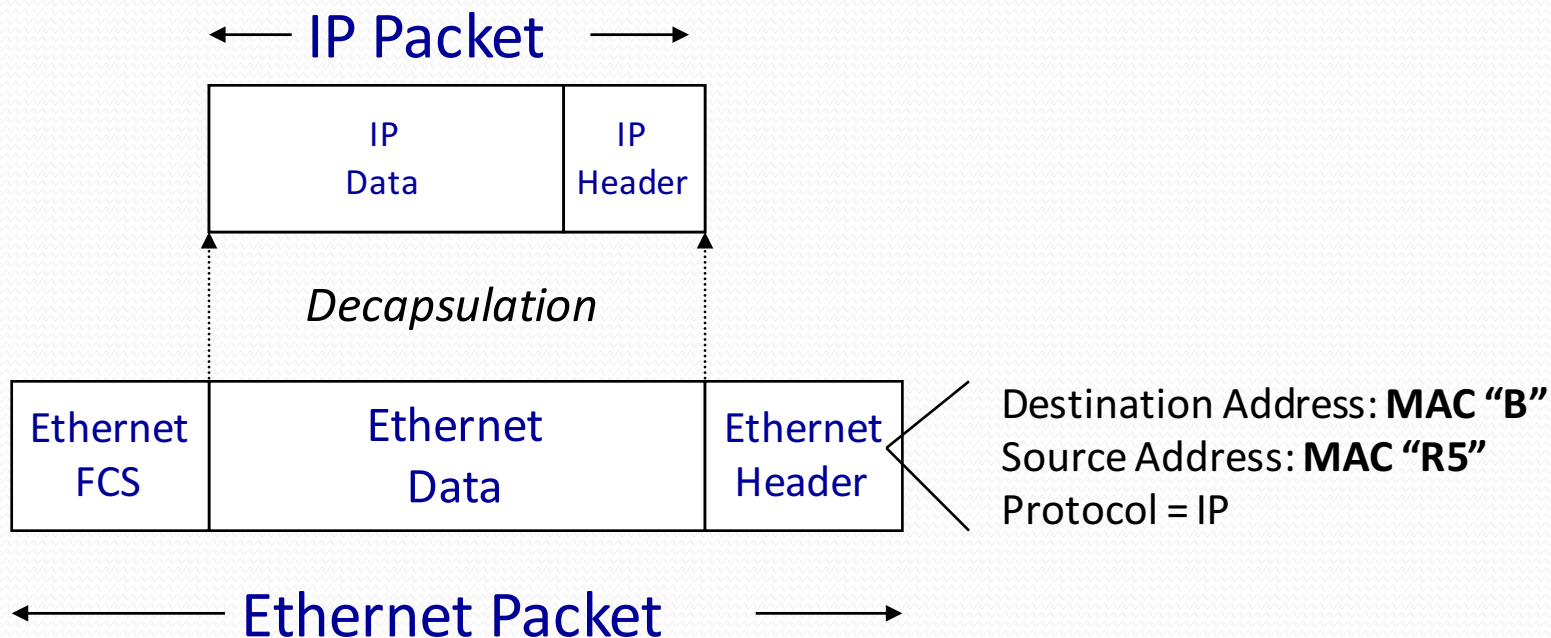 IP Packet
IP
Data
IP
Header
Decapsulation
Ethernet
FCS
Ethernet
Data
Ethernet
Header
Destination Address: MAC “B”
Source Address: MAC “R5”
Protocol = IP
Ethernet Packet